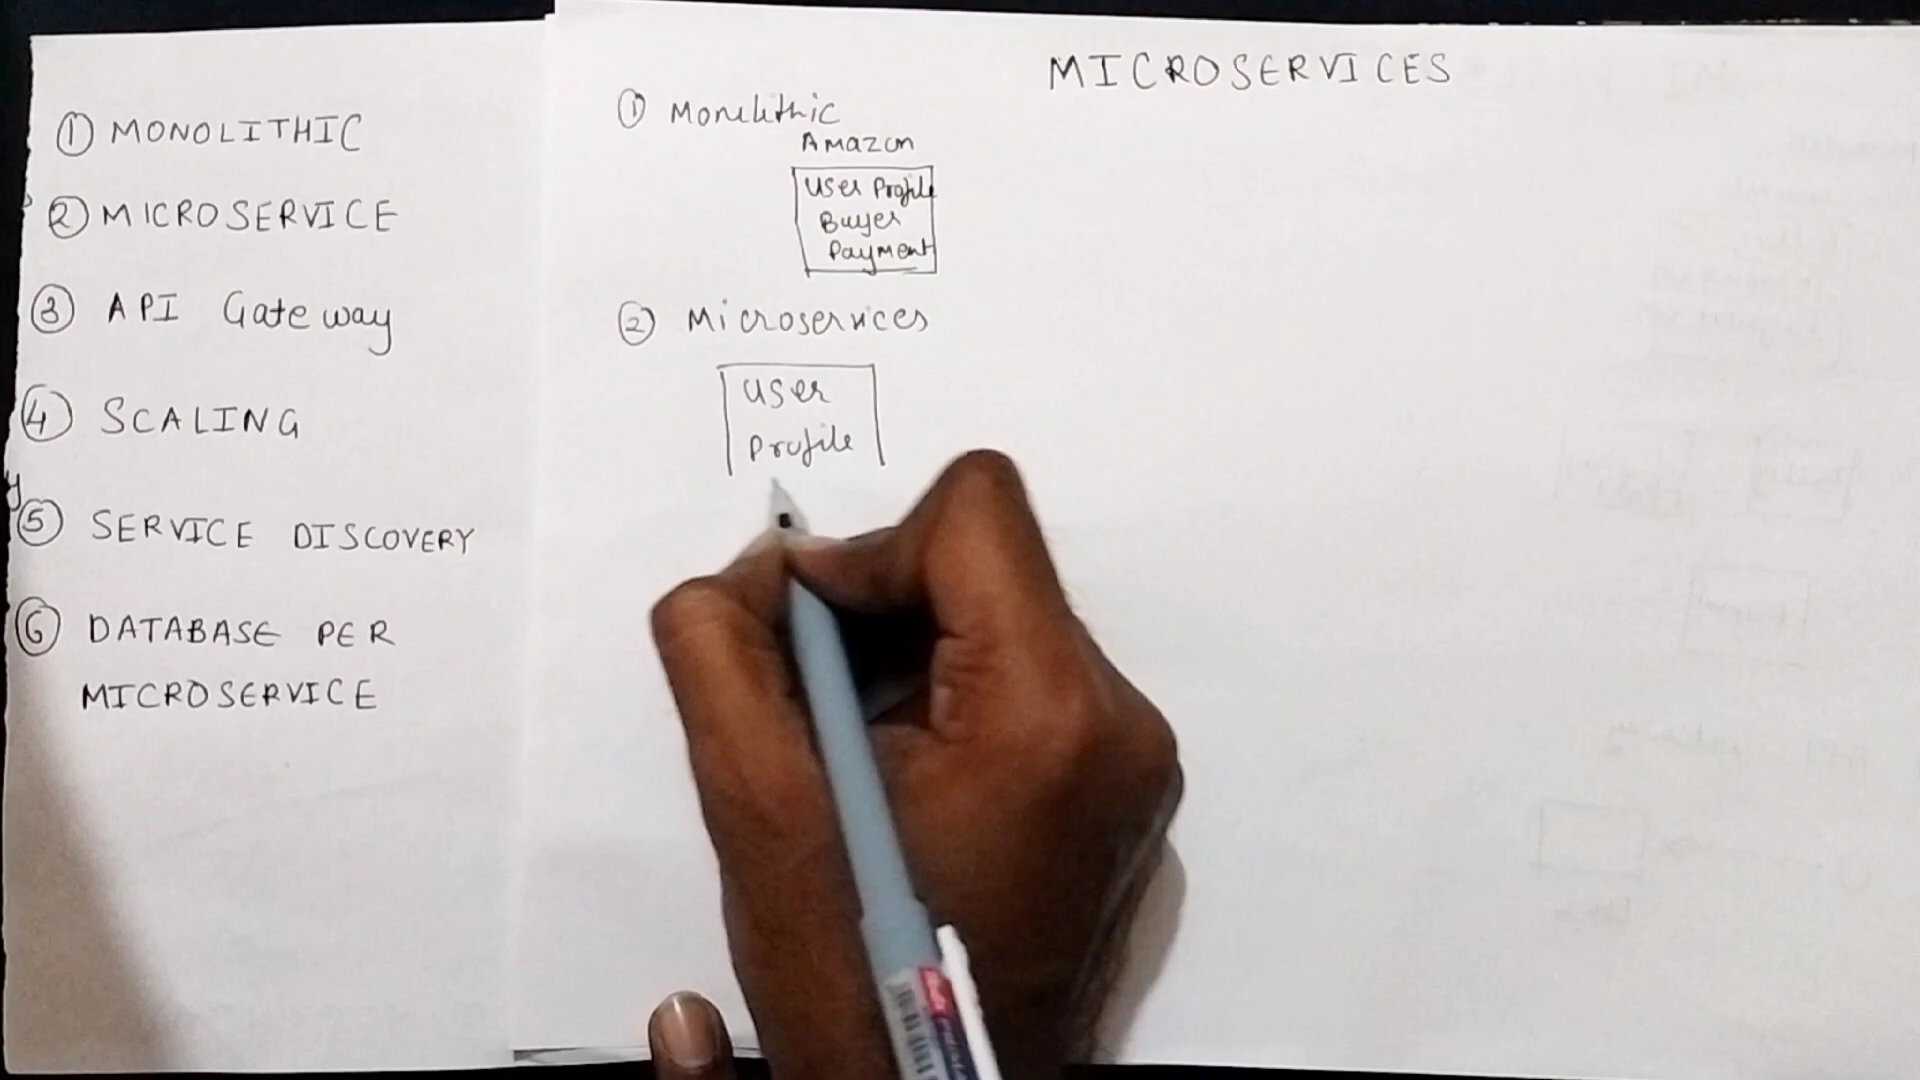 ① MONOLITHIC
② MICROSERVICE
③ API Gateway
④ SCALING
⑤ SERVICE DISCOVERY
⑥ DATABASE PER
MICROSERVICE
MICROSERVICES
① Monolithic
Amazon
User Profile
Buyer
Payment
② Microservices
User
Profile